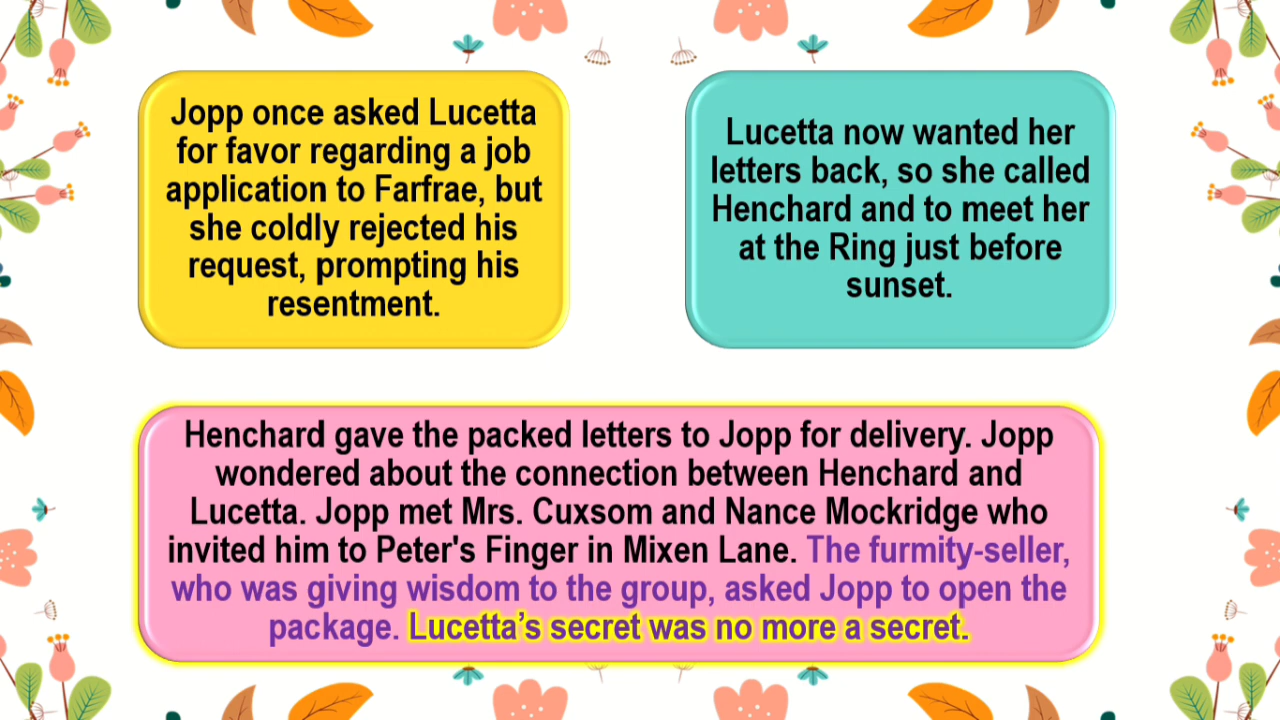 Jopp once asked Lucetta
for favor regarding a job
application to Farfrae, but
she coldly rejected his
request, prompting his
resentment.
Lucetta now wanted her
letters back, so she called
Henchard and to meet her
at the Ring just before
sunset.
Henchard gave the packed letters to Jopp for delivery. Jopp
wondered about the connection between Henchard and
Lucetta. Jopp met Mrs. Cuxsom and Nance Mockridge who
invited him to Peter's Finger in Mixen Lane. The furmity-seller,
who was giving wisdom to the group, asked Jopp to open the
package. Lucetta’s secret was no more a secret.